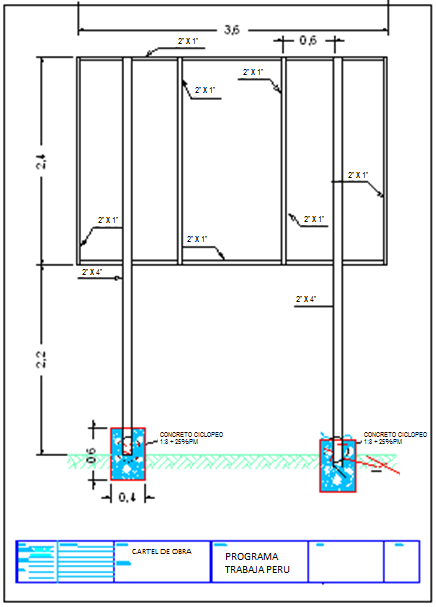 3,6
2" X 1"
0,6
2" X 1"
2" X 1"
2" X 1"
2,4
2" X 1"
2" X 1"
2" X 1"
2" X 1"
2" X 4"
2" X 4"
2,2
CONCRETO CICLOPEO
1:8 + 25%PM
CONCRETO CICLOPEO
1:8 + 25%PM
0,6
0,4
CARTEL DE OBRA
PROGRAMA
TRABAJA PERU